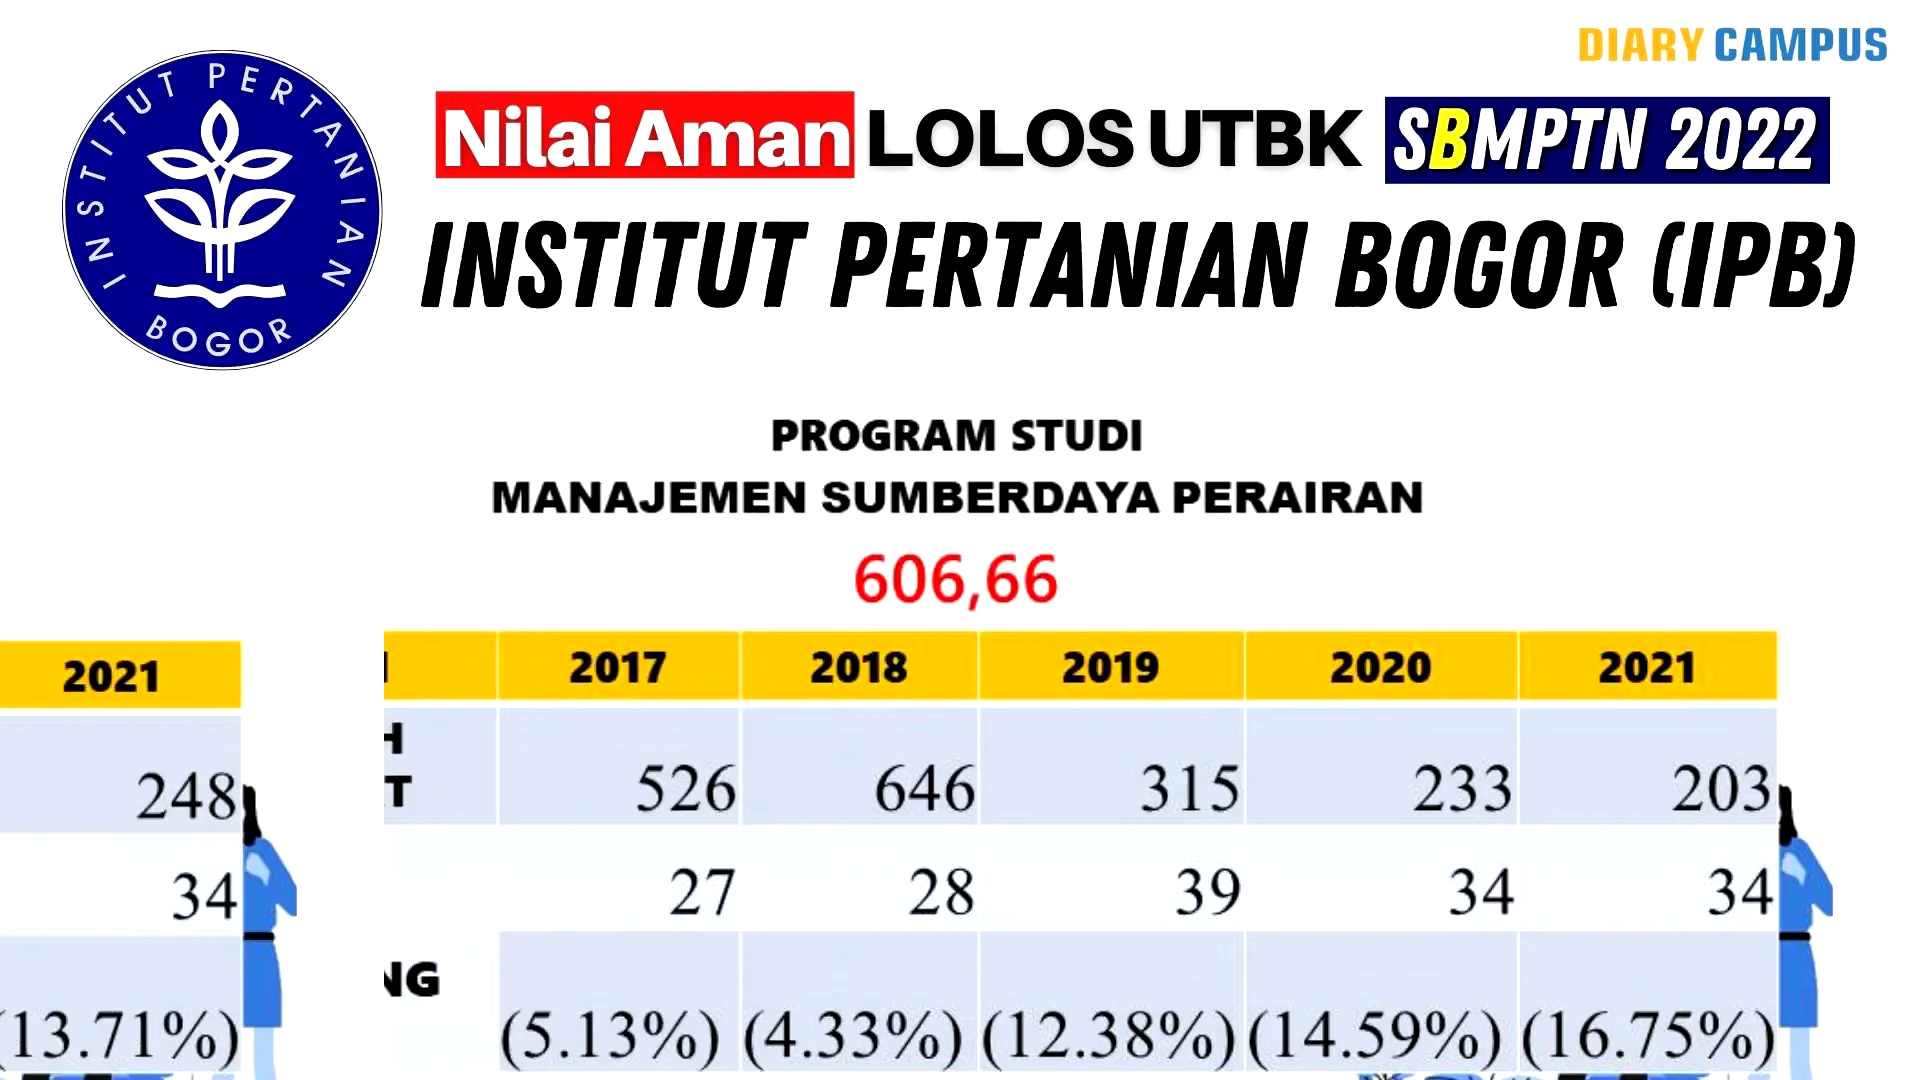 DIARY CAMPUS
INSTITUT PERTANIAN
BOGOR
Nilai Aman LOLOS UTBK SBMPTN 2022
INSTITUT PERTANIAN BOGOR (IPB)
PROGRAM STUDI
MANAJEMEN SUMBERDAYA PERAIRAN
606,66
2021
248
34
(13.71%)
2017 2018 2019 2020 2021
H
T 526 646 315 233 203
27 28 39 34 34
NG
(5.13%) (4.33%) (12.38%) (14.59%) (16.75%)